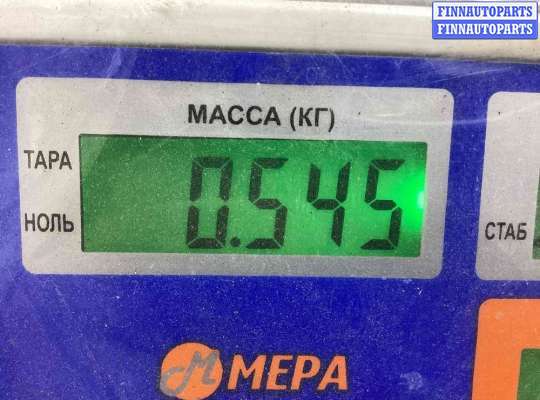 FINNAUTOPARTS
FINNAUTOPARTS
МАССА (КГ)
ТАРА
0.545
НОЛЬ
СТАБ
М МЕРА